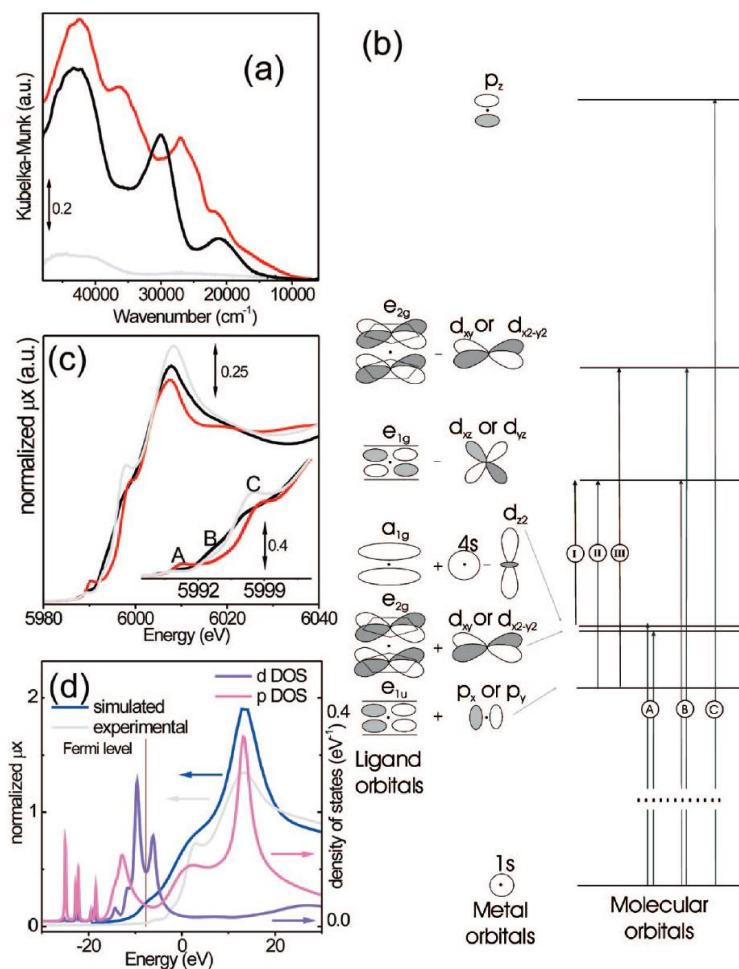 (a)
Kubelka-Munk (a.u.)
0.2
40000 30000 20000 10000
Wavenumber (cm-1)
(b)
pz
e2g
dxy or dx2-y2
-
e1g
dxz or dyz
-
a1g
4s
dz2
+ -
e2g
dxy or dx2-y2
+
e1u
px or py
+
Ligand
orbitals
1s
Metal
orbitals
Molecular
orbitals
I II III
A B C
(c)
normalized μx (a.u.)
0.25
A B C
0.4
5992 5999
5980 6000 6020 6040
Energy (eV)
(d)
d DOS
p DOS
simulated
experimental
Fermi level
normalized μx
2
1
0
0.4
0.0
density of states (eV-1)
-20 0 20
Energy (eV)